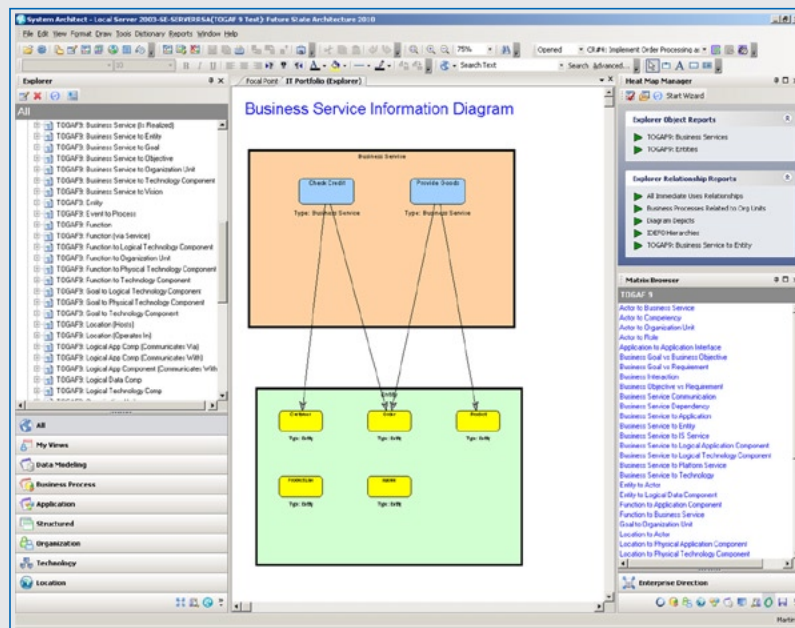 System Architect - Local Server 2003-SE-SERVERRSA(TOGAF 9 Test): Future State Architecture 2010
File Edit View Format Draw Tools Dictionary Reports Window Help
75%
Opened
CR#4: Implement Order Processing as
10
Search Text
Search Advanced...
Explorer
All
TOGAF9: Business Service (Is Realized)
TOGAF9: Business Service to Entity
TOGAF9: Business Service to Goal
TOGAF9: Business Service to Objective
TOGAF9: Business Service to Organization Unit
TOGAF9: Business Service to Technology Component
TOGAF9: Business Service to Vision
TOGAF9: Entity
TOGAF9: Event to Process
TOGAF9: Function
TOGAF9: Function (via Service)
TOGAF9: Function to Logical Technology Component
TOGAF9: Function to Organization Unit
TOGAF9: Function to Physical Technology Component
TOGAF9: Function to Technology Component
TOGAF9: Goal to Logical Technology Component
TOGAF9: Goal to Physical Technology Component
TOGAF9: Goal to Technology Component
TOGAF9: Location (Hosts)
TOGAF9: Location (Operates In)
TOGAF9: Logical App Comp (Communicates Via)
TOGAF9: Logical App Comp (Communicates With)
TOGAF9: Logical App Component (Communicates With
TOGAF9: Logical Data Comp
TOGAF9: Logical Technology Comp
All
My Views
Data Modeling
Business Process
Application
Structured
Organization
Technology
Location
Focal Point
IT Portfolio (Explorer)
Business Service Information Diagram
Business Service
Check Credit
Provide Goods
Type: Business Service
Type: Business Service
Entity
Customer
Order
Product
Type: Entity
Type: Entity
Type: Entity
Type: Entity
Type: Entity
Heat Map Manager
Start Wizard
Explorer Object Reports
TOGAF9: Business Services
TOGAF9: Entities
Explorer Relationship Reports
All Immediate Uses Relationships
Business Processes Related to Org Units
Diagram Depicts
IDEF0 Hierarchies
TOGAF9: Business Service to Entity
Matrix Browser
TOGAF 9
Actor to Business Service
Actor to Competency
Actor to Organization Unit
Actor to Role
Application to Application Interface
Business Goal vs Business Objective
Business Goal vs Requirement
Business Interaction
Business Objective vs Requirement
Business Service Communication
Business Service Dependency
Business Service to Application
Business Service to Entity
Business Service to IS Service
Business Service to Logical Application Component
Business Service to Logical Technology Component
Business Service to Platform Service
Business Service to Technology
Entity to Actor
Entity to Logical Data Component
Function to Application Component
Function to Business Service
Goal to Organization Unit
Location to Actor
Location to Physical Application Component
Location to Physical Technology Component
Enterprise Direction
Martin